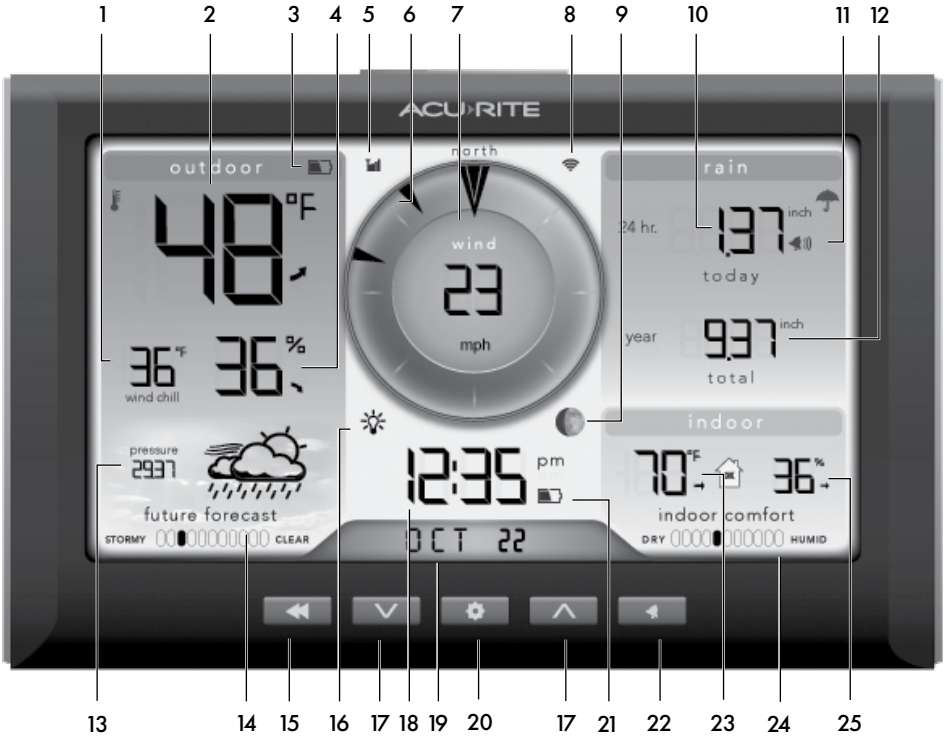 1 2 3 4 5 6 7 8 9 10 11 12
ACU›RITE
outdoor
48 °F
36 °F
wind chill
36 %
pressure
29.37
future forecast
STORMY CLEAR
north
wind
23
mph
12:35 pm
OCT 22
rain
24 hr. 1.37 inch
today
year 9.37 inch
total
indoor
70 °F OK 36 %
indoor comfort
DRY HUMID
13 14 15 16 17 18 19 20 17 21 22 23 24 25